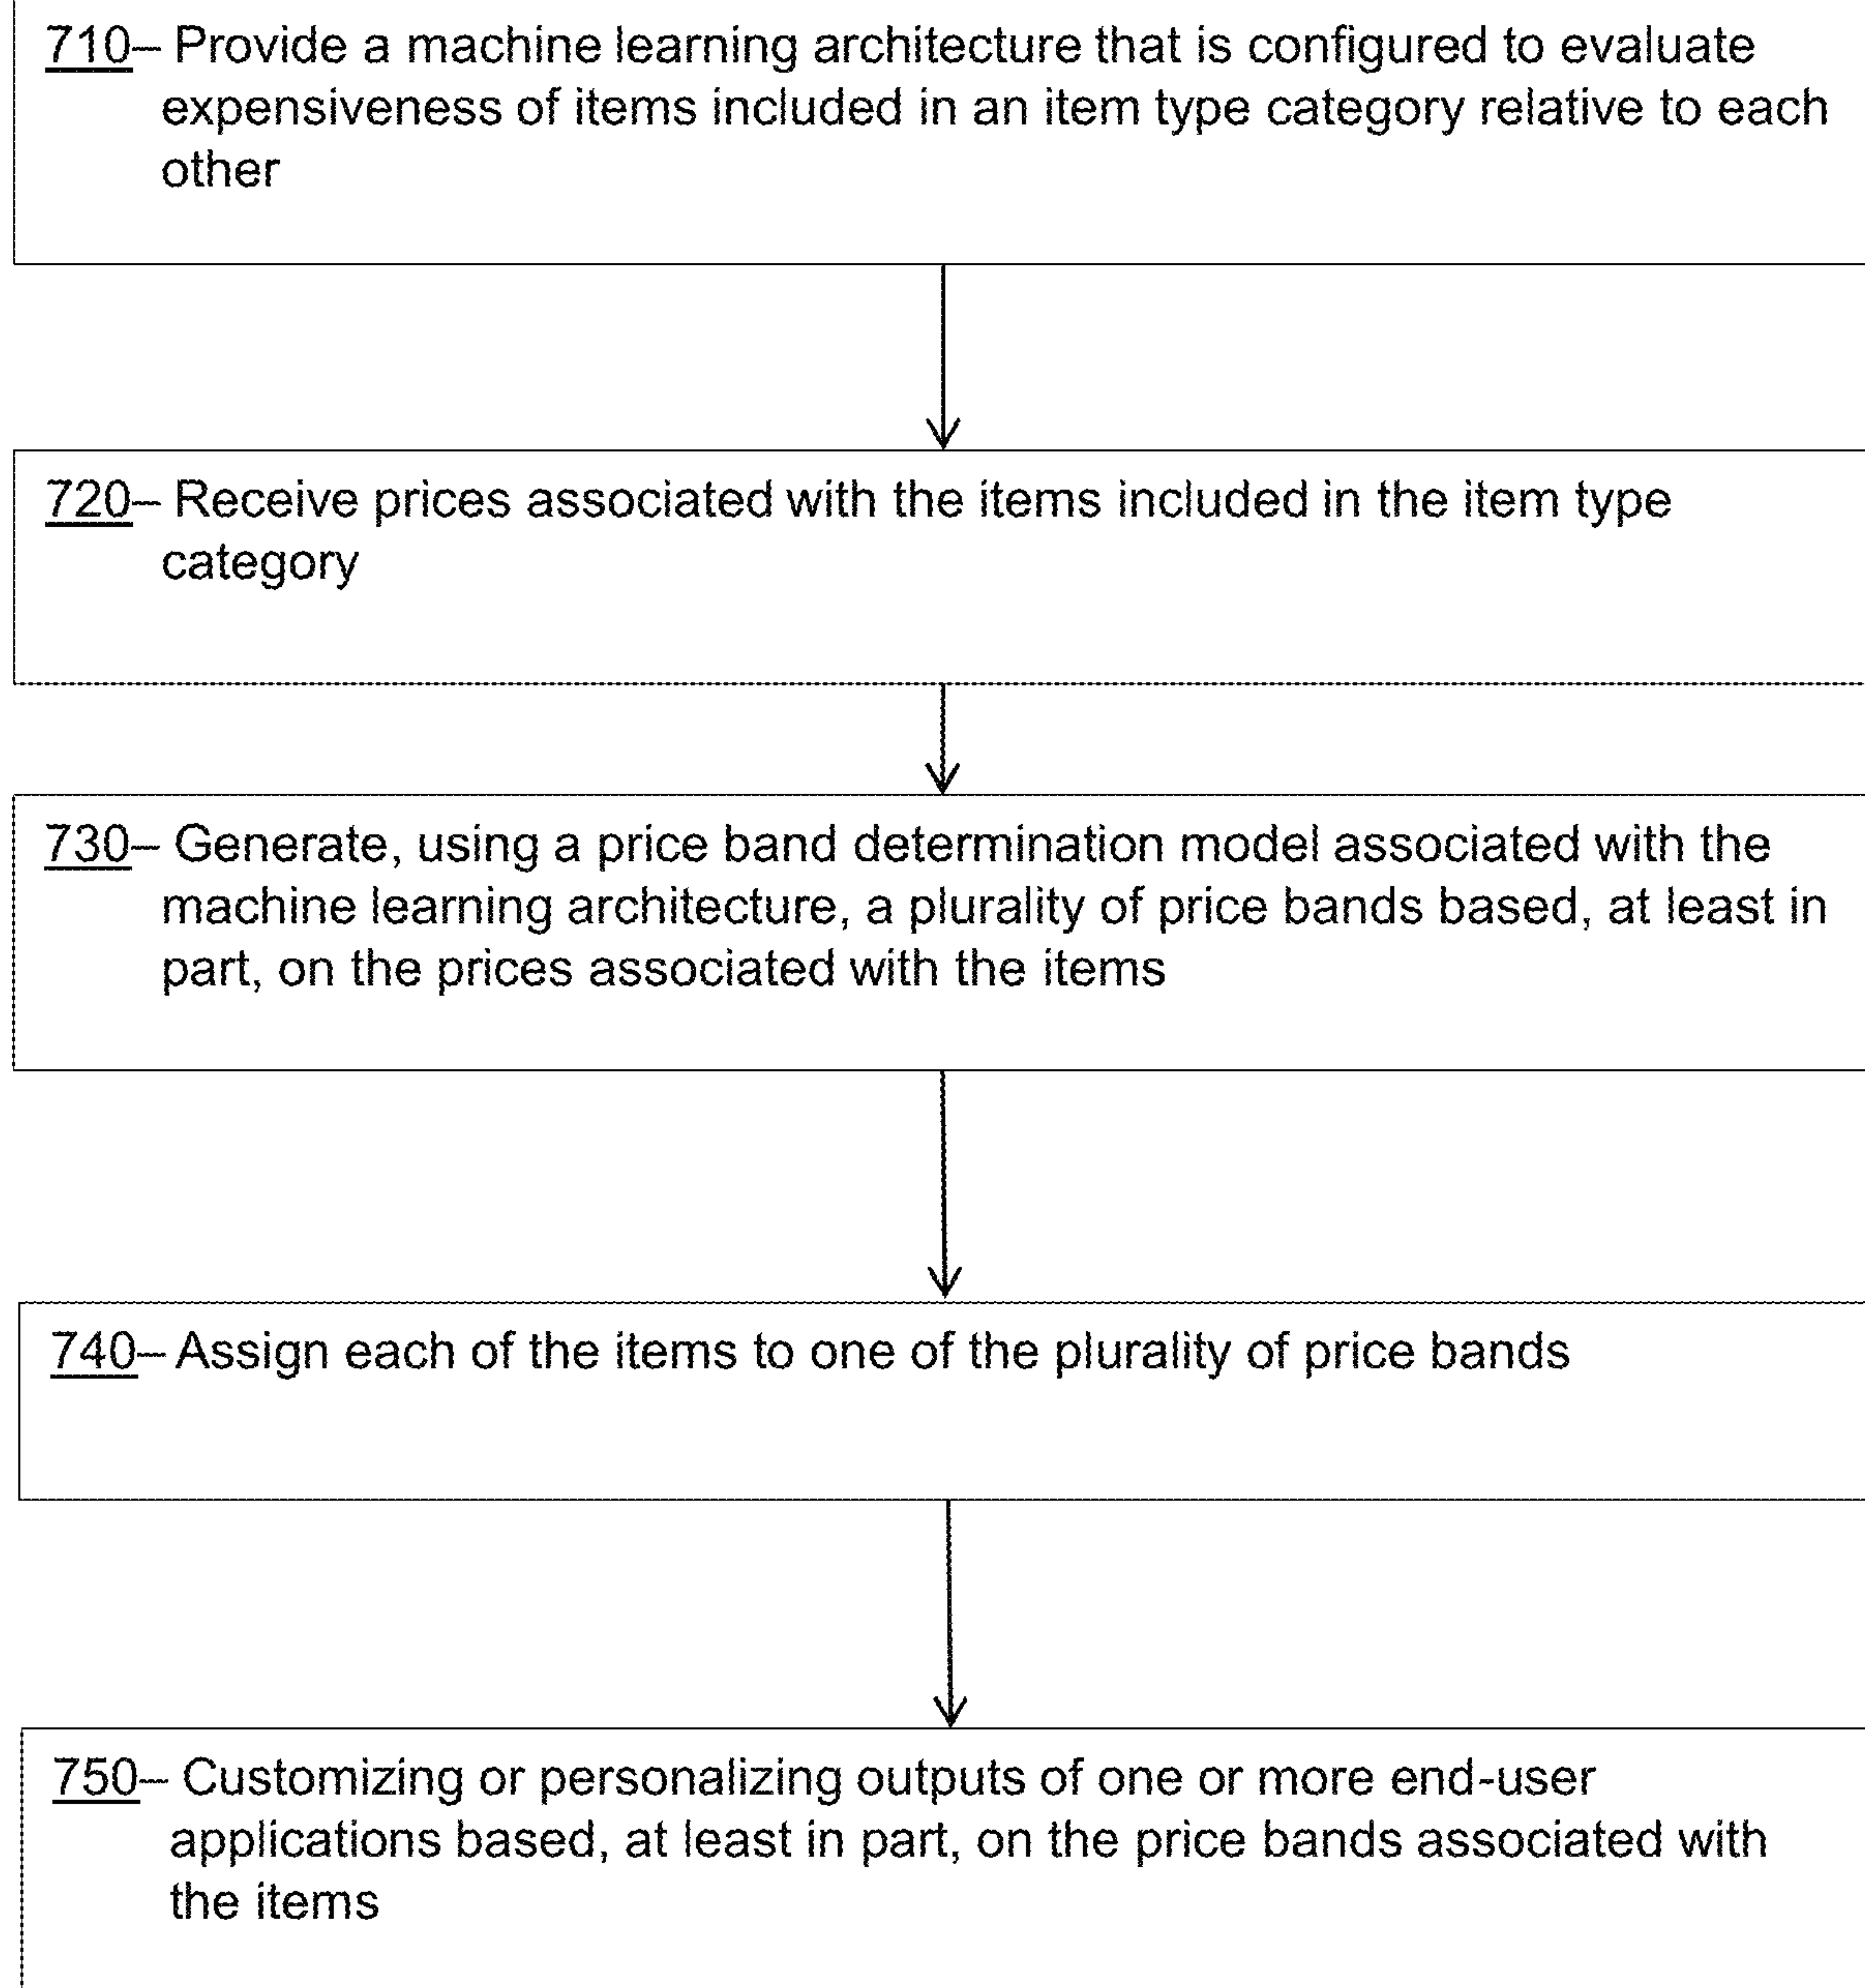 710– Provide a machine learning architecture that is configured to evaluate
expensiveness of items included in an item type category relative to each
other
720– Receive prices associated with the items included in the item type
category
730– Generate, using a price band determination model associated with the
machine learning architecture, a plurality of price bands based, at least in
part, on the prices associated with the items
740– Assign each of the items to one of the plurality of price bands
750– Customizing or personalizing outputs of one or more end-user
applications based, at least in part, on the price bands associated with
the items